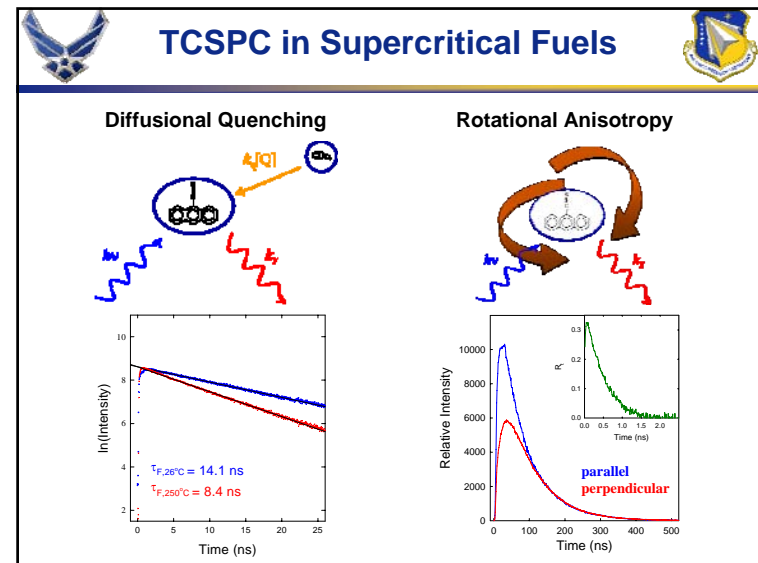 TCSPC in Supercritical Fuels
Diffusional Quenching
Rotational Anisotropy
hν
hν
10
8
6
4
2
ln(Intensity)
τF,26°C = 14.1 ns
τF,250°C = 8.4 ns
0 5 10 15 20 25
Time (ns)
10000
8000
6000
4000
2000
0
Relative Intensity
0.3
0.2
0.1
0.0
0.0 0.5 1.0 1.5 2.0
Time (ns)
parallel
perpendicular
0 100 200 300 400 500
Time (ns)